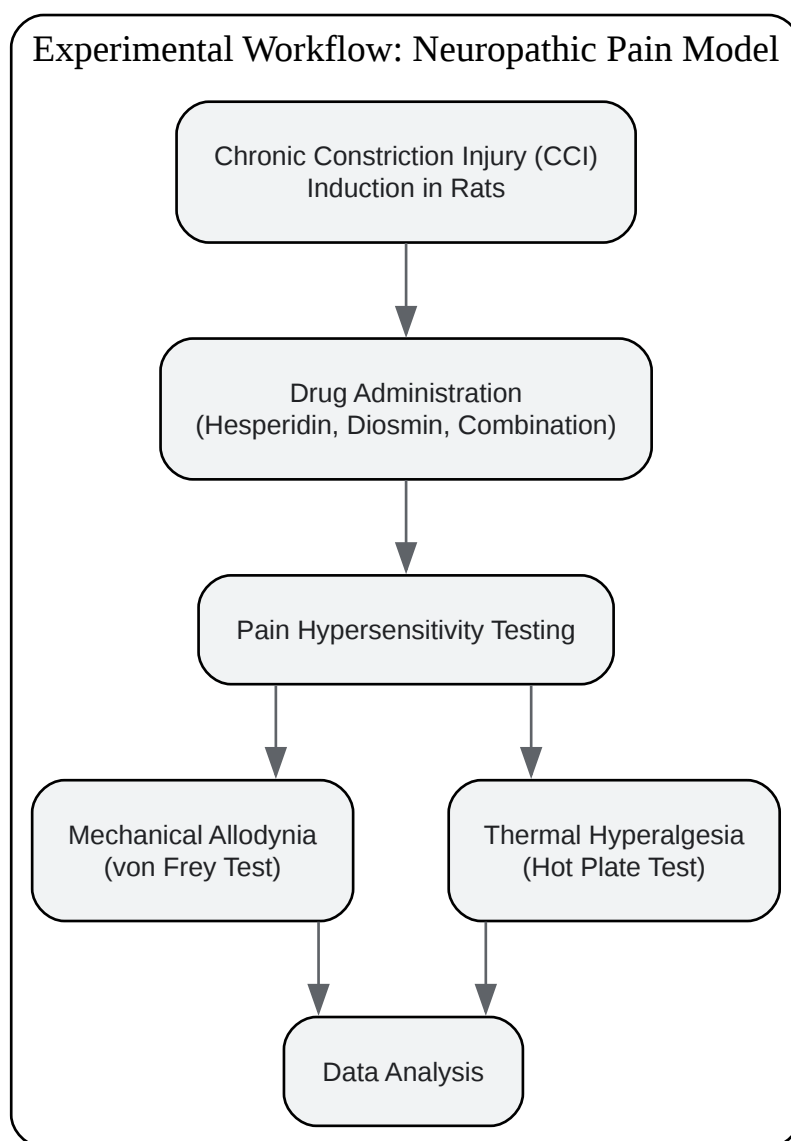 Experimental Workflow: Neuropathic Pain Model
Chronic Constriction Injury (CCI)
Induction in Rats
Drug Administration
(Hesperidin, Diosmin, Combination)
Pain Hypersensitivity Testing
Mechanical Allodynia
(von Frey Test)
Thermal Hyperalgesia
(Hot Plate Test)
Data Analysis